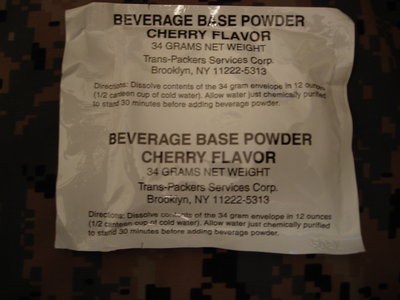 BEVERAGE BASE POWDER
CHERRY FLAVOR
34 GRAMS NET WEIGHT
Trans-Packers Services Corp.
Brooklyn, NY 11222-5313
Directions: Dissolve contents of the 34 gram envelope in 12 ounces
(1/2 canteen cup of cold water). Allow water just chemically purified
to stand 30 minutes before adding beverage powder.
BEVERAGE BASE POWDER
CHERRY FLAVOR
34 GRAMS NET WEIGHT
Trans-Packers Services Corp.
Brooklyn, NY 11222-5313
Directions: Dissolve contents of the 34 gram envelope in 12 ounces
(1/2 canteen cup of cold water). Allow water just chemically purified
to stand 30 minutes before adding beverage powder.